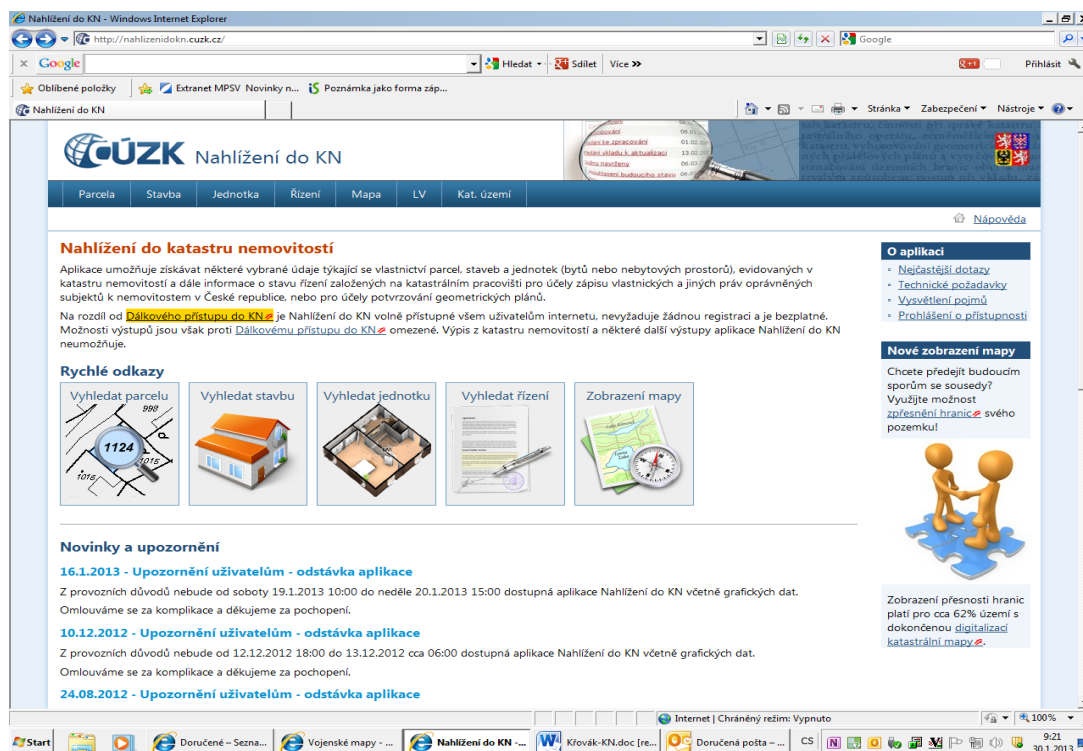 Nahlížení do KN - Windows Internet Explorer
http://nahlizenidokn.cuzk.cz/
Google
Google
Hledat
Sdílet
Více »
+1
Přihlásit
Oblíbené položky
Extranet MPSV Novinky n...
Poznámka jako forma záp...
Nahlížení do KN
Stránka
Zabezpečení
Nástroje
ČÚZK Nahlížení do KN
Parcela
Stavba
Jednotka
Řízení
Mapa
LV
Kat. území
Nápověda
Nahlížení do katastru nemovitostí
Aplikace umožňuje získávat některé vybrané údaje týkající se vlastnictví parcel, staveb a jednotek (bytů nebo nebytových prostorů), evidovaných v
katastru nemovitostí a dále informace o stavu řízení založených na katastrálním pracovišti pro účely zápisu vlastnických a jiných práv oprávněných
subjektů k nemovitostem v České republice, nebo pro účely potvrzování geometrických plánů.
Na rozdíl od Dálkového přístupu do KN je Nahlížení do KN volně přístupné všem uživatelům internetu, nevyžaduje žádnou registraci a je bezplatné.
Možnosti výstupů jsou však proti Dálkovému přístupu do KN omezené. Výpis z katastru nemovitostí a některé další výstupy aplikace Nahlížení do KN
neumožňuje.
Rychlé odkazy
Vyhledat parcelu
998
1124
1015
1016
Vyhledat stavbu
Vyhledat jednotku
Vyhledat řízení
Zobrazení mapy
Novinky a upozornění
16.1.2013 - Upozornění uživatelům - odstávka aplikace
Z provozních důvodů nebude od soboty 19.1.2013 10:00 do neděle 20.1.2013 15:00 dostupná aplikace Nahlížení do KN včetně grafických dat.
Omlouváme se za komplikace a děkujeme za pochopení.
10.12.2012 - Upozornění uživatelům - odstávka aplikace
Z provozních důvodů nebude od 12.12.2012 18:00 do 13.12.2012 cca 06:00 dostupná aplikace Nahlížení do KN včetně grafických dat.
Omlouváme se za komplikace a děkujeme za pochopení.
24.08.2012 - Upozornění uživatelům - odstávka aplikace
O aplikaci
Nejčastější dotazy
Technické požadavky
Vysvětlení pojmů
Prohlášení o přístupnosti
Nové zobrazení mapy
Chcete předejít budoucím
sporům se sousedy?
Využijte možnost
zpřesnění hranic svého
pozemku!
Zobrazení přesnosti hranic
platí pro cca 62% území s
dokončenou digitalizací
katastrální mapy.
Internet | Chráněný režim: Vypnuto
100%
Start
Doručené – Sezna...
Vojenské mapy - ...
Nahlížení do KN -...
Křovák-KN.doc [re...
Doručená pošta – ...
CS
9:21
30.1.2013